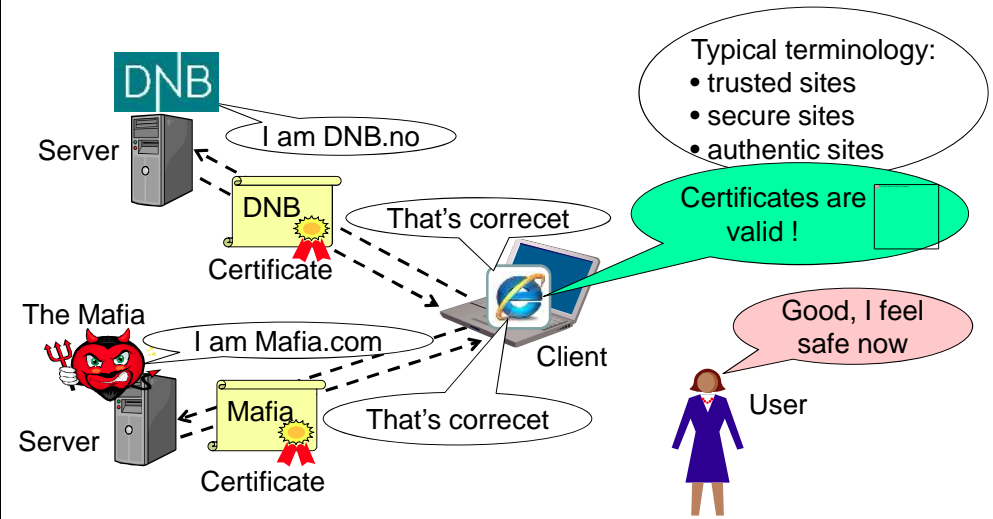 Typical terminology:
• trusted sites
• secure sites
• authentic sites
DNB
I am DNB.no
Server
DNB
Certificate
That's correcet
Certificates are
valid !
The Mafia
I am Mafia.com
Client
Good, I feel
safe now
Mafia
That's correcet
Server
User
Certificate